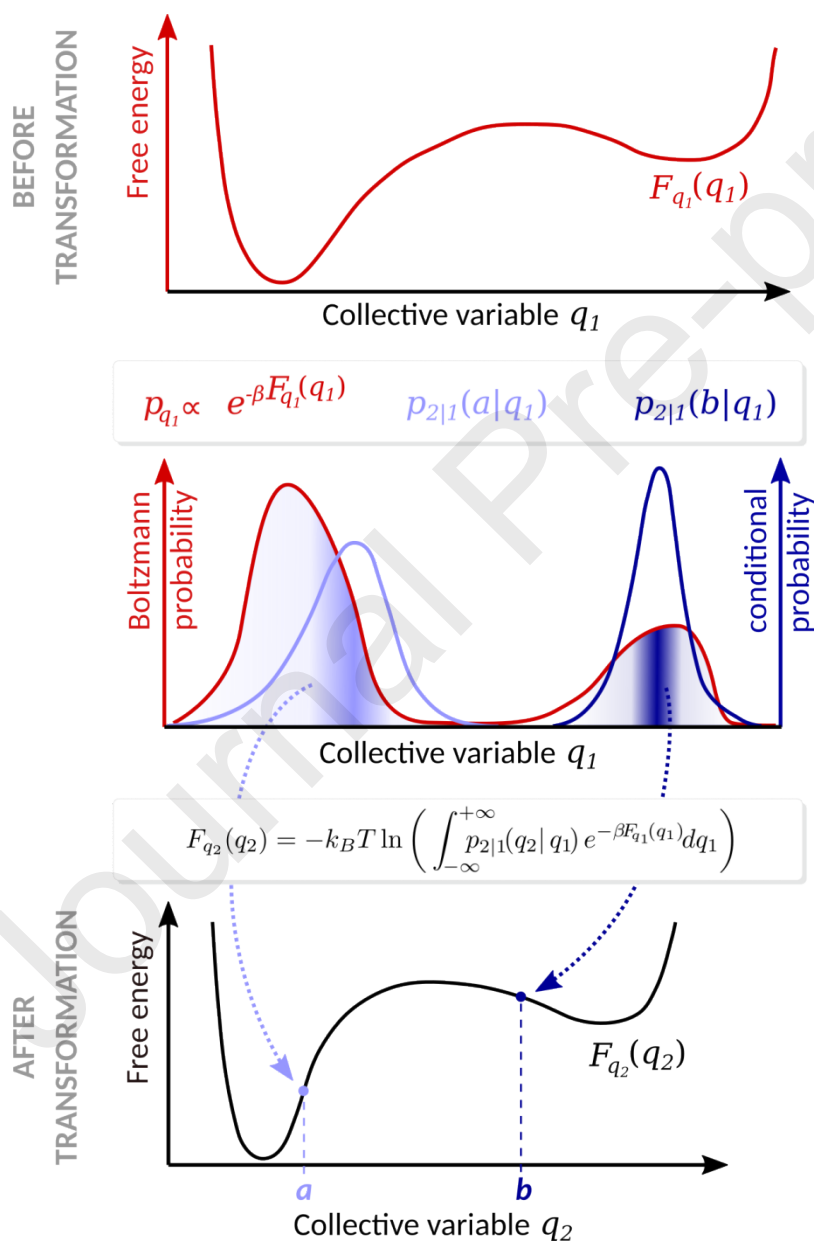 BEFORE
TRANSFORMATION
Free energy
F_{q_1}(q_1)
Collective variable q_1
p_{q_1} ∝ e^{-βF_{q_1}(q_1)}
p_{2|1}(a|q_1)
p_{2|1}(b|q_1)
Boltzmann
probability
conditional
probability
Collective variable q_1
F_{q_2}(q_2) = -k_B T ln ( ∫_{-∞}^{+∞} p_{2|1}(q_2|q_1) e^{-βF_{q_1}(q_1)} dq_1 )
AFTER
TRANSFORMATION
Free energy
F_{q_2}(q_2)
a
b
Collective variable q_2
Journal Pre-p